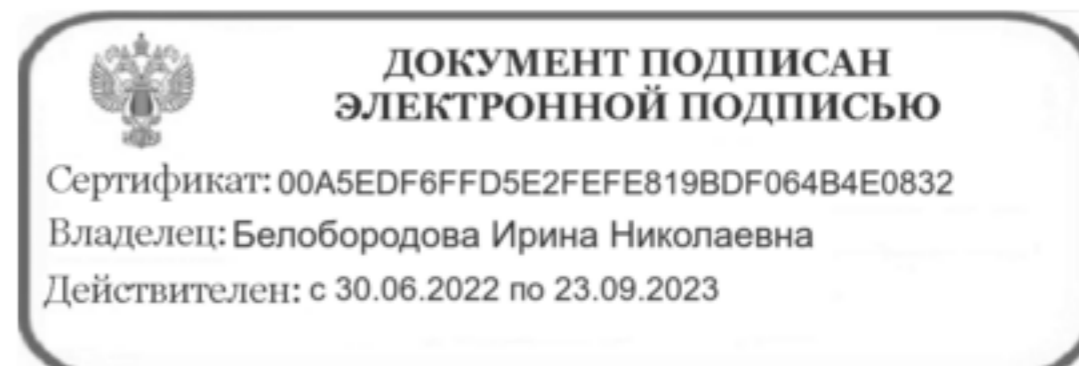 ДОКУМЕНТ ПОДПИСАН
ЭЛЕКТРОННОЙ ПОДПИСЬЮ
Сертификат: 00A5EDF6FFD5E2FEFE819BDF064B4E0832
Владелец: Белобородова Ирина Николаевна
Действителен: с 30.06.2022 по 23.09.2023